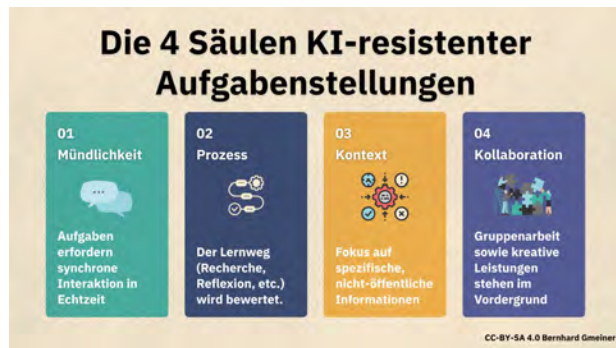 Die 4 Säulen KI-resistenter
Aufgabenstellungen
01
Mündlichkeit
Aufgaben
erfordern
synchrone
Interaktion in
Echtzeit
02
Prozess
Der Lernweg
(Recherche,
Reflexion, etc.)
wird bewertet.
03
Kontext
Fokus auf
spezifische,
nicht-öffentliche
Informationen
04
Kollaboration
Gruppenarbeit
sowie kreative
Leistungen
stehen im
Vordergrund
CC-BY-SA 4.0 Bernhard Gmeiner